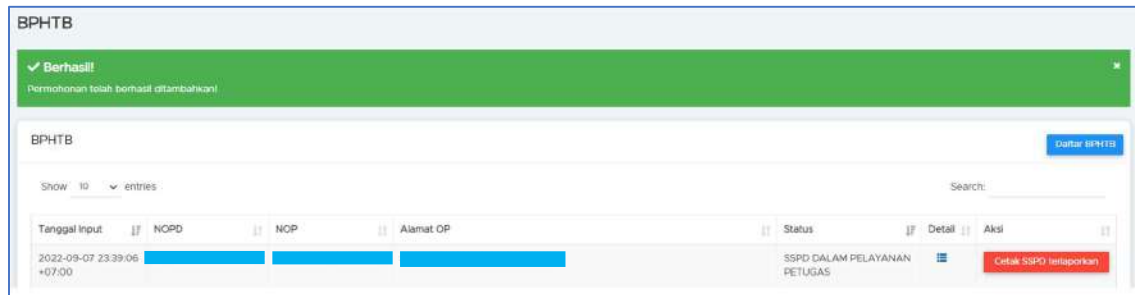 BPHTB
✔ Berhasil!
Permohonan telah berhasil ditambahkan!
BPHTB
Daftar BPHTB
Show 10 entries
Search:
Tanggal Input NOPD NOP Alamat OP Status Detail Aksi
2022-09-07 23:39:06 SSPD DALAM PELAYANAN Cetak SSPD terlaporkan
+07:00 PETUGAS